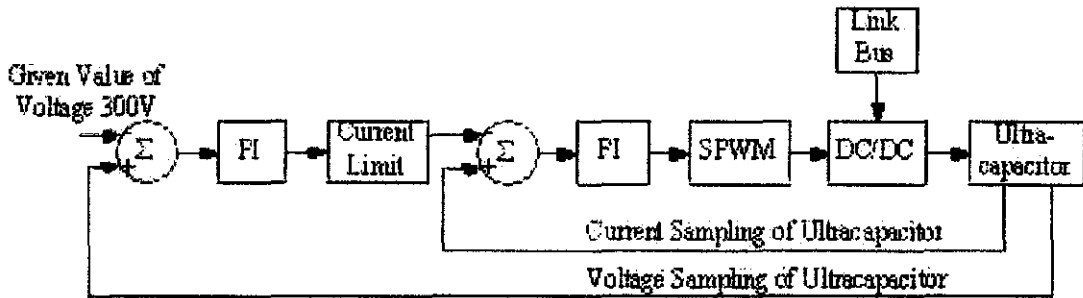 Link
Bus
Given Value of
Voltage 300V
Σ
PI
Current
Limit
Σ
PI
SPWM
DC/DC
Ultra-
capacitor
Current Sampling of Ultracapacitor
Voltage Sampling of Ultracapacitor